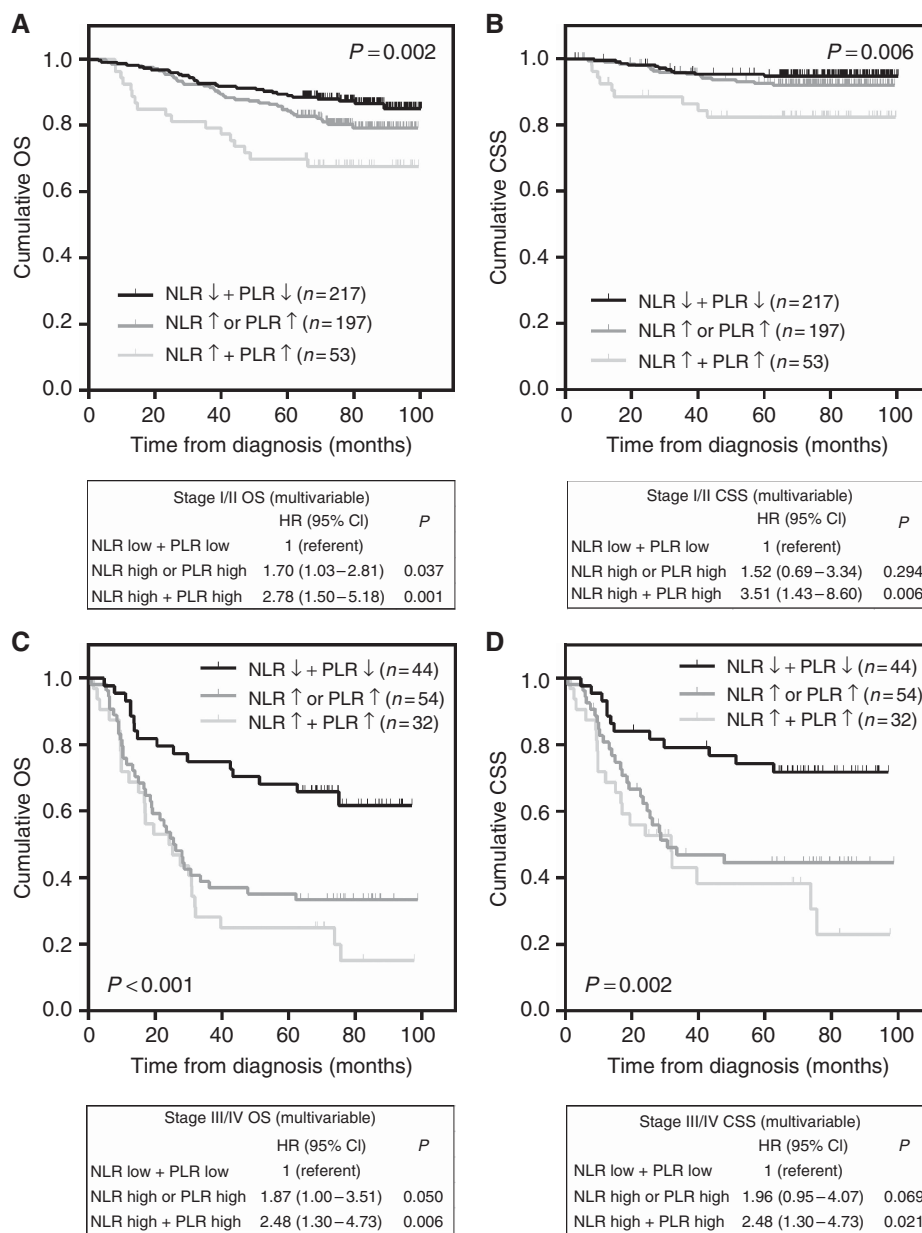 A
P = 0.002
1.0
0.8
0.6
0.4
0.2
0.0
Cumulative OS
NLR ↓ + PLR ↓ (n = 217)
NLR ↑ or PLR ↑ (n = 197)
NLR ↑ + PLR ↑ (n = 53)
0 20 40 60 80 100
Time from diagnosis (months)
Stage I/II OS (multivariable)
HR (95% CI) P
NLR low + PLR low 1 (referent)
NLR high or PLR high 1.70 (1.03–2.81) 0.037
NLR high + PLR high 2.78 (1.50–5.18) 0.001
B
P = 0.006
1.0
0.8
0.6
0.4
0.2
0.0
Cumulative CSS
NLR ↓ + PLR ↓ (n = 217)
NLR ↑ or PLR ↑ (n = 197)
NLR ↑ + PLR ↑ (n = 53)
0 20 40 60 80 100
Time from diagnosis (months)
Stage I/II CSS (multivariable)
HR (95% CI) P
NLR low + PLR low 1 (referent)
NLR high or PLR high 1.52 (0.69–3.34) 0.294
NLR high + PLR high 3.51 (1.43–8.60) 0.006
C
NLR ↓ + PLR ↓ (n = 44)
NLR ↑ or PLR ↑ (n = 54)
NLR ↑ + PLR ↑ (n = 32)
1.0
0.8
0.6
0.4
0.2
0.0
Cumulative OS
P < 0.001
0 20 40 60 80 100
Time from diagnosis (months)
Stage III/IV OS (multivariable)
HR (95% CI) P
NLR low + PLR low 1 (referent)
NLR high or PLR high 1.87 (1.00–3.51) 0.050
NLR high + PLR high 2.48 (1.30–4.73) 0.006
D
NLR ↓ + PLR ↓ (n = 44)
NLR ↑ or PLR ↑ (n = 54)
NLR ↑ + PLR ↑ (n = 32)
1.0
0.8
0.6
0.4
0.2
0.0
Cumulative CSS
P = 0.002
0 20 40 60 80 100
Time from diagnosis (months)
Stage III/IV CSS (multivariable)
HR (95% CI) P
NLR low + PLR low 1 (referent)
NLR high or PLR high 1.96 (0.95–4.07) 0.069
NLR high + PLR high 2.48 (1.30–4.73) 0.021